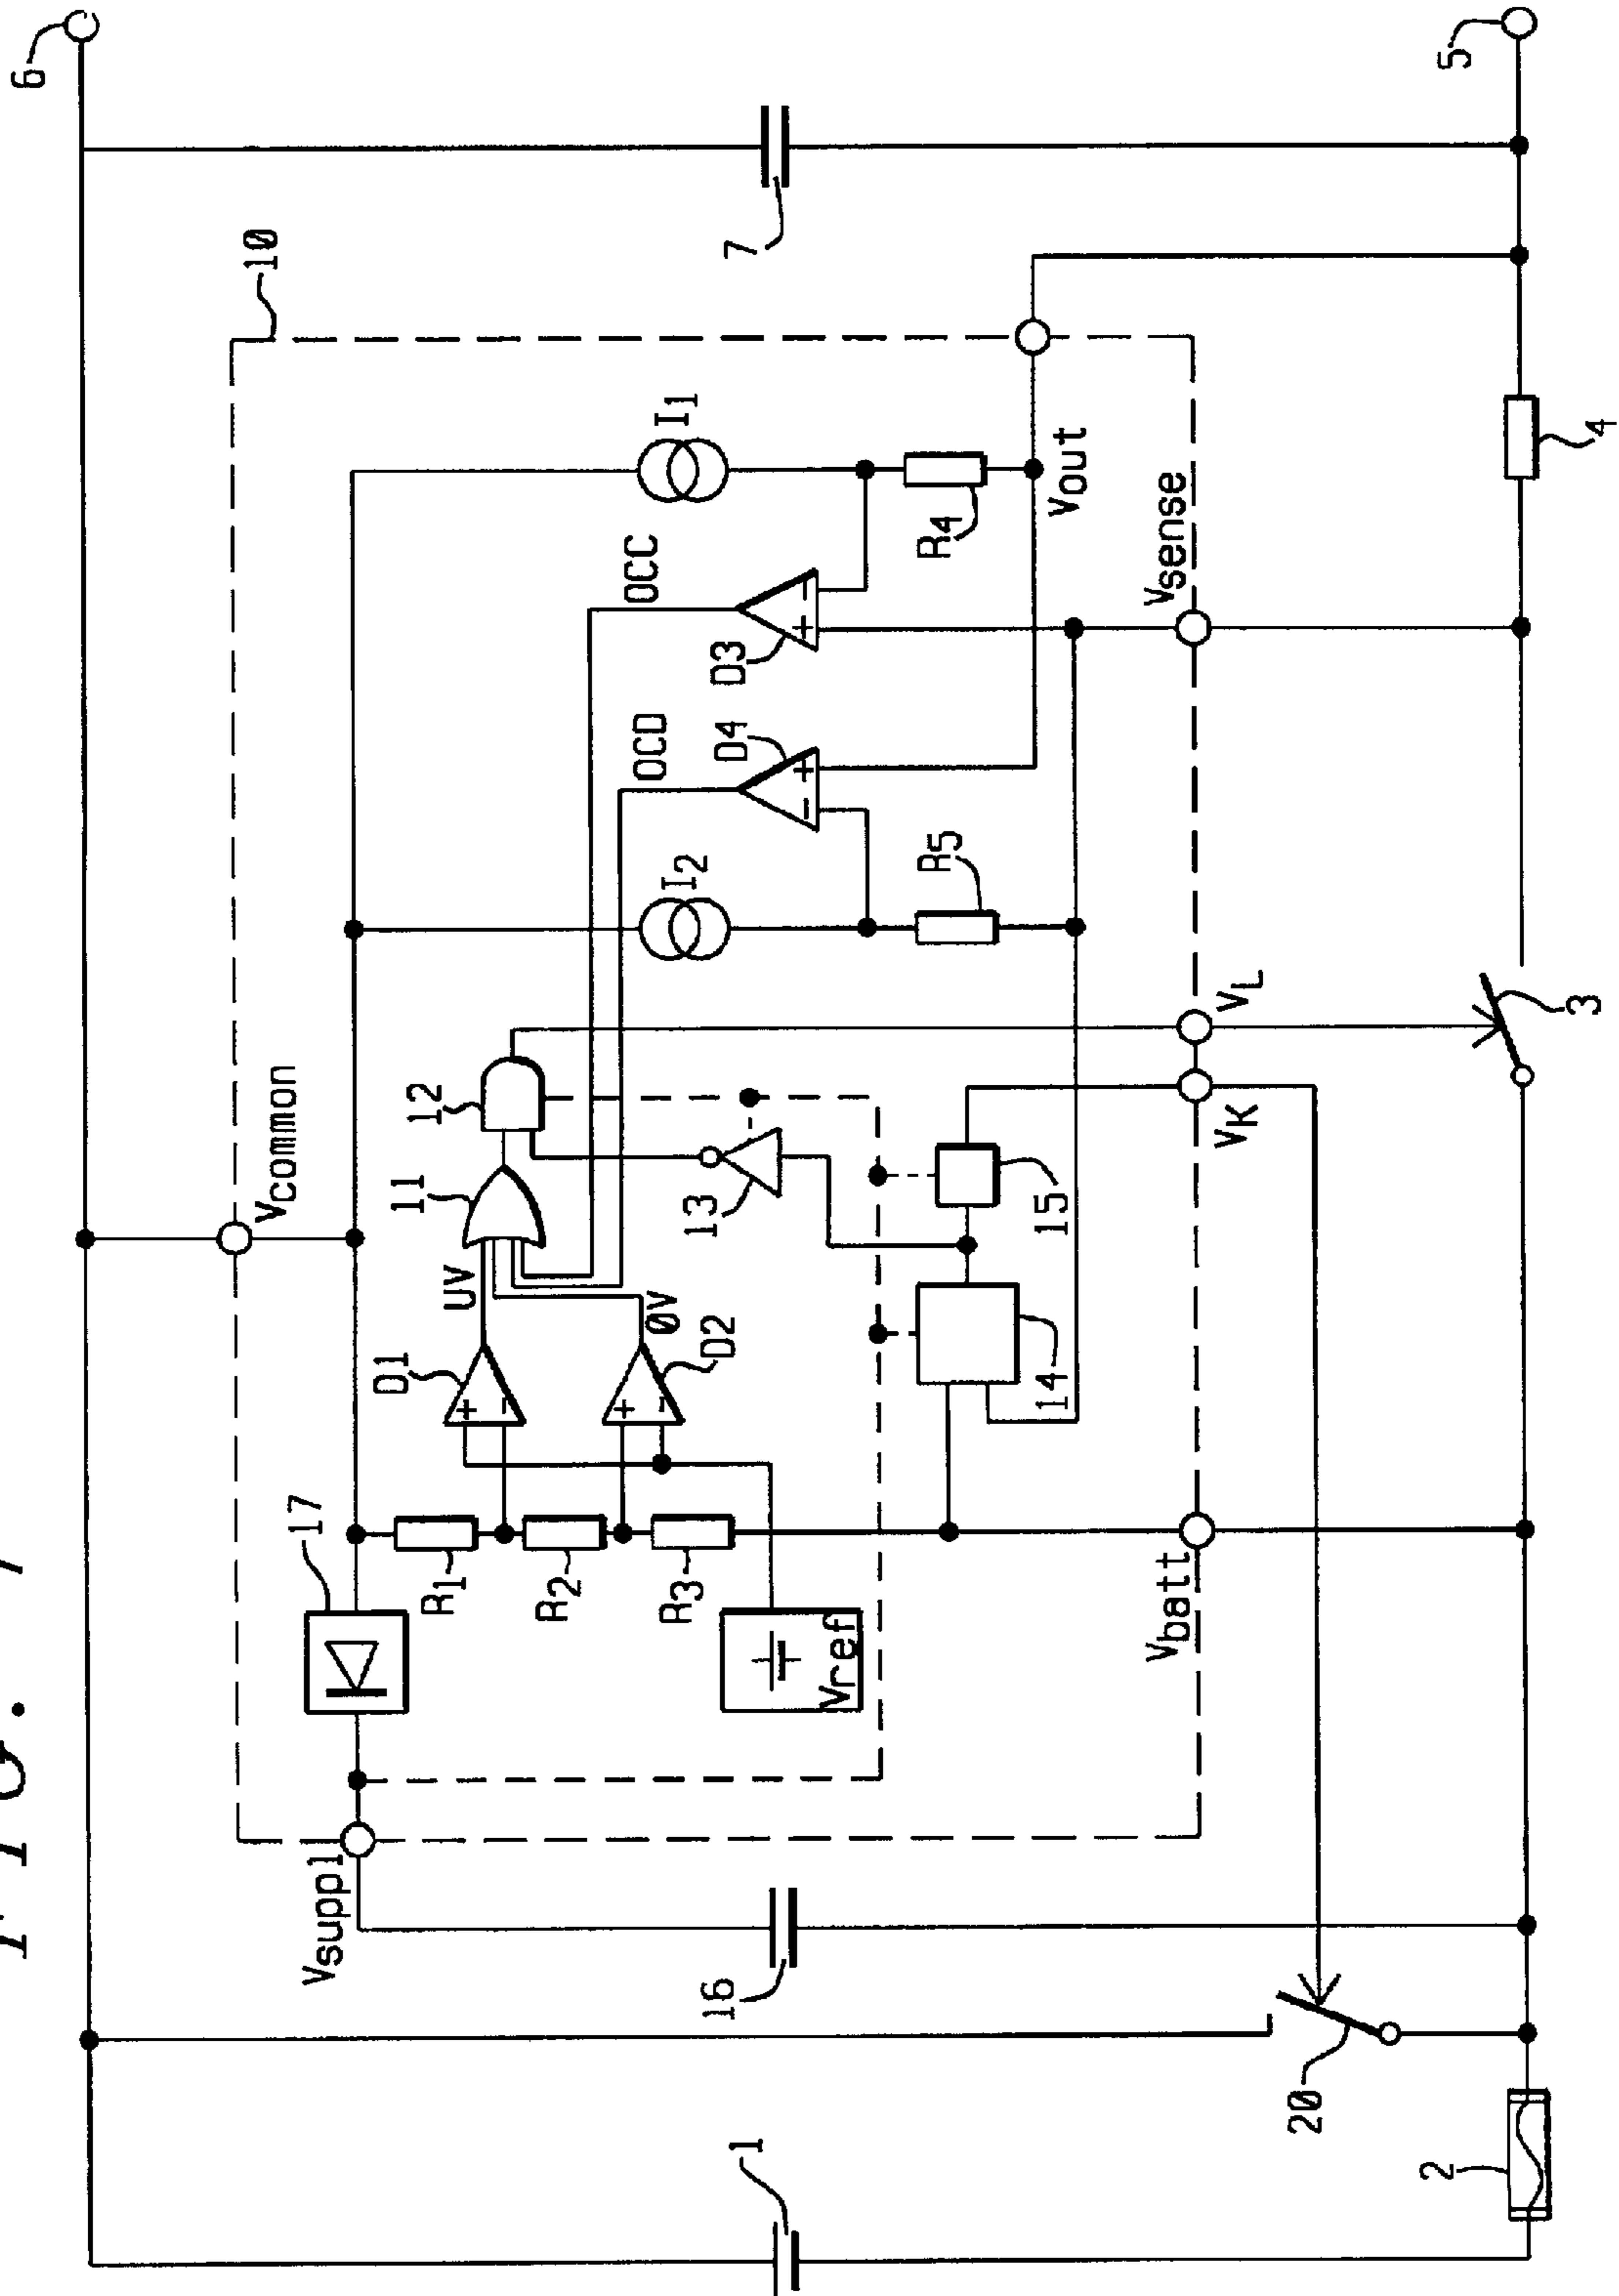 FIG. 1
6
5
10
7
Vcommon
17
I1
OCC
R4
Vout
Vsense
4
+
-
D3
OCD
D4
-
+
I2
R5
12
11
13
15
14
VL
VK
3
UV
0V
D1
+
-
D2
+
-
R1
R2
R3
Vref
Vbatt
Vsuppl
16
20
1
2